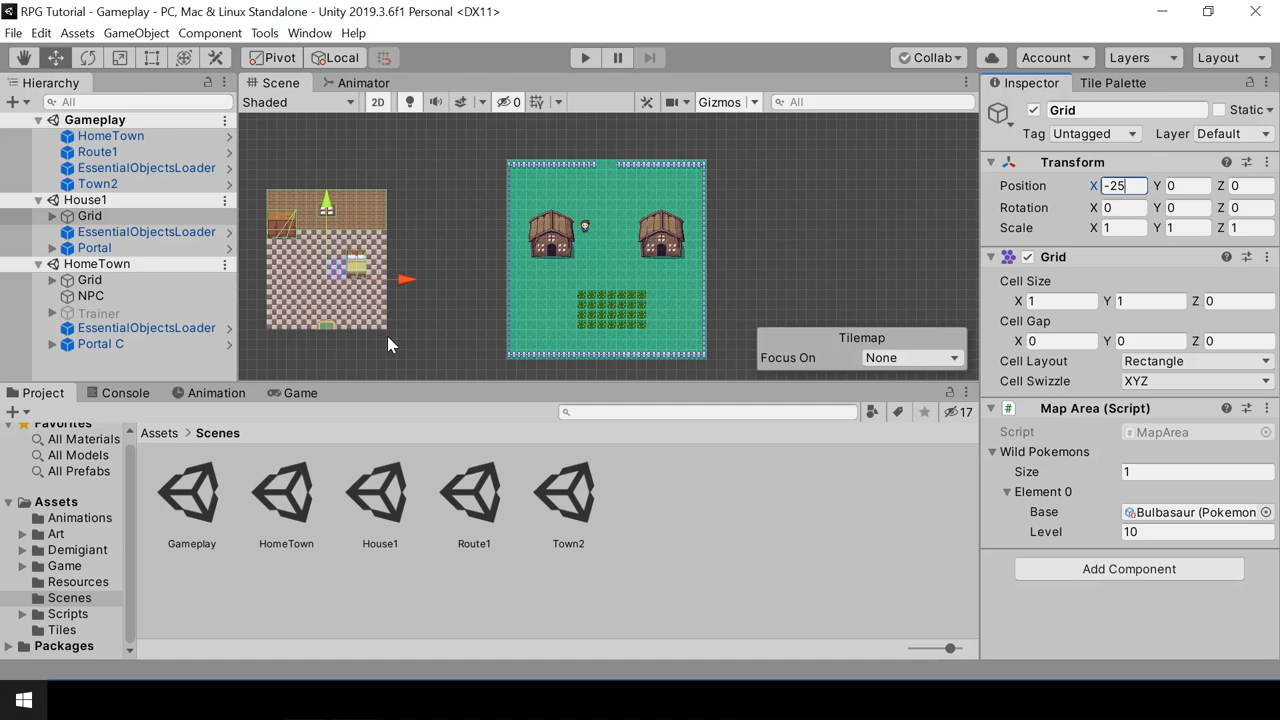 RPG Tutorial - Gameplay - PC, Mac & Linux Standalone - Unity 2019.3.6f1 Personal <DX11>
File Edit Assets GameObject Component Tools Window Help
Pivot Local Collab Account Layers Layout
Hierarchy Scene Animator Inspector Tile Palette
All Shaded 2D 0 Gizmos All
Grid Static
Tag Untagged Layer Default
Gameplay
HomeTown
Route1
EssentialObjectsLoader
Town2
House1
Grid
EssentialObjectsLoader
Portal
HomeTown
Grid
NPC
Trainer
EssentialObjectsLoader
Portal C
Tilemap
Focus On None
Transform
Position X -25 Y 0 Z 0
Rotation X 0 Y 0 Z 0
Scale X 1 Y 1 Z 1
Grid
Cell Size
X 1 Y 1 Z 0
Cell Gap
X 0 Y 0 Z 0
Cell Layout Rectangle
Cell Swizzle XYZ
Map Area (Script)
Script MapArea
Wild Pokemons
Size 1
Element 0
Base Bulbasaur (Pokemon
Level 10
Add Component
Project Console Animation Game
17
Favorites
All Materials
All Models
All Prefabs
Assets
Animations
Art
Demigiant
Game
Resources
Scenes
Scripts
Tiles
Packages
Assets > Scenes
Gameplay HomeTown House1 Route1 Town2